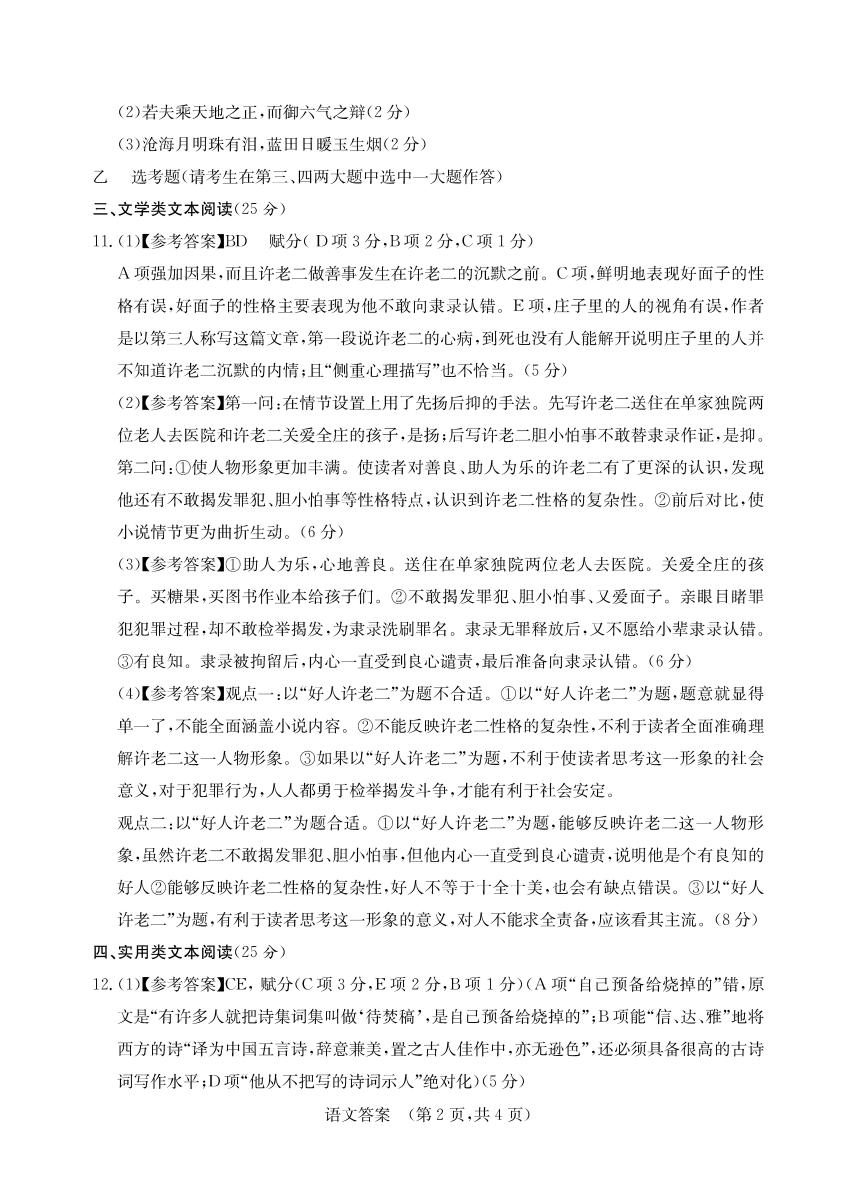 (2)若夫乘天地之正,而御六气之辩(2 分)
(3)沧海月明珠有泪,蓝田日暖玉生烟(2 分)
乙 选考题(请考生在第三、四两大题中选中一大题作答)
三、文学类文本阅读(25 分)
11. (1)【参考答案】BD 赋分( D 项 3 分,B 项 2 分,C 项 1 分)
A 项强加因果,而且许老二做善事发生在许老二的沉默之前。C 项,鲜明地表现好面子的性
格有误,好面子的性格主要表现为他不敢向隶录认错。E 项,庄子里的人的视角有误,作者
是以第三人称写这篇文章,第一段说许老二的心病,到死也没有人能解开说明庄子里的人并
不知道许老二沉默的内情;且“侧重心理描写”也不恰当。(5 分)
(2)【参考答案】第一问:在情节设置上用了先扬后抑的手法。先写许老二送住在单家独院两
位老人去医院和许老二关爱全庄的孩子,是扬;后写许老二胆小怕事不敢替隶录作证,是抑。
第二问:①使人物形象更加丰满。使读者对善良、助人为乐的许老二有了更深的认识,发现
他还有不敢揭发罪犯、胆小怕事等性格特点,认识到许老二性格的复杂性。②前后对比,使
小说情节更为曲折生动。(6 分)
(3)【参考答案】①助人为乐,心地善良。送住在单家独院两位老人去医院。关爱全庄的孩
子。买糖果,买图书作业本给孩子们。②不敢揭发罪犯、胆小怕事、又爱面子。亲眼目睹罪
犯犯罪过程,却不敢检举揭发,为隶录洗刷罪名。隶录无罪释放后,又不愿给小辈隶录认错。
③有良知。隶录被拘留后,内心一直受到良心谴责,最后准备向隶录认错。(6 分)
(4)【参考答案】观点一:以“好人许老二”为题不合适。①以“好人许老二”为题,题意就显得
单一了,不能全面涵盖小说内容。②不能反映许老二性格的复杂性,不利于读者全面准确理
解许老二这一人物形象。③如果以“好人许老二”为题,不利于使读者思考这一形象的社会
意义,对于犯罪行为,人人都勇于检举揭发斗争,才能有利于社会安定。
观点二:以“好人许老二”为题合适。①以“好人许老二”为题,能够反映许老二这一人物形
象,虽然许老二不敢揭发罪犯、胆小怕事,但他内心一直受到良心谴责,说明他是个有良知的
好人②能够反映许老二性格的复杂性,好人不等于十全十美,也会有缺点错误。③以“好人
许老二”为题,有利于读者思考这一形象的意义,对人不能求全责备,应该看其主流。(8 分)
四、实用类文本阅读(25 分)
12. (1)【参考答案】CE, 赋分(C 项 3 分,E 项 2 分,B 项 1 分)(A 项“自己预备给烧掉的”错,原
文是“有许多人就把诗集词集叫做‘待焚稿’,是自己预备给烧掉的”;B 项能“信、达、雅”地将
西方的诗“译为中国五言诗,辞意兼美,置之古人佳作中,亦无逊色”,还必须具备很高的古诗
词写作水平;D 项“他从不把写的诗词示人”绝对化)(5 分)
语文答案 (第 2 页,共 4 页)